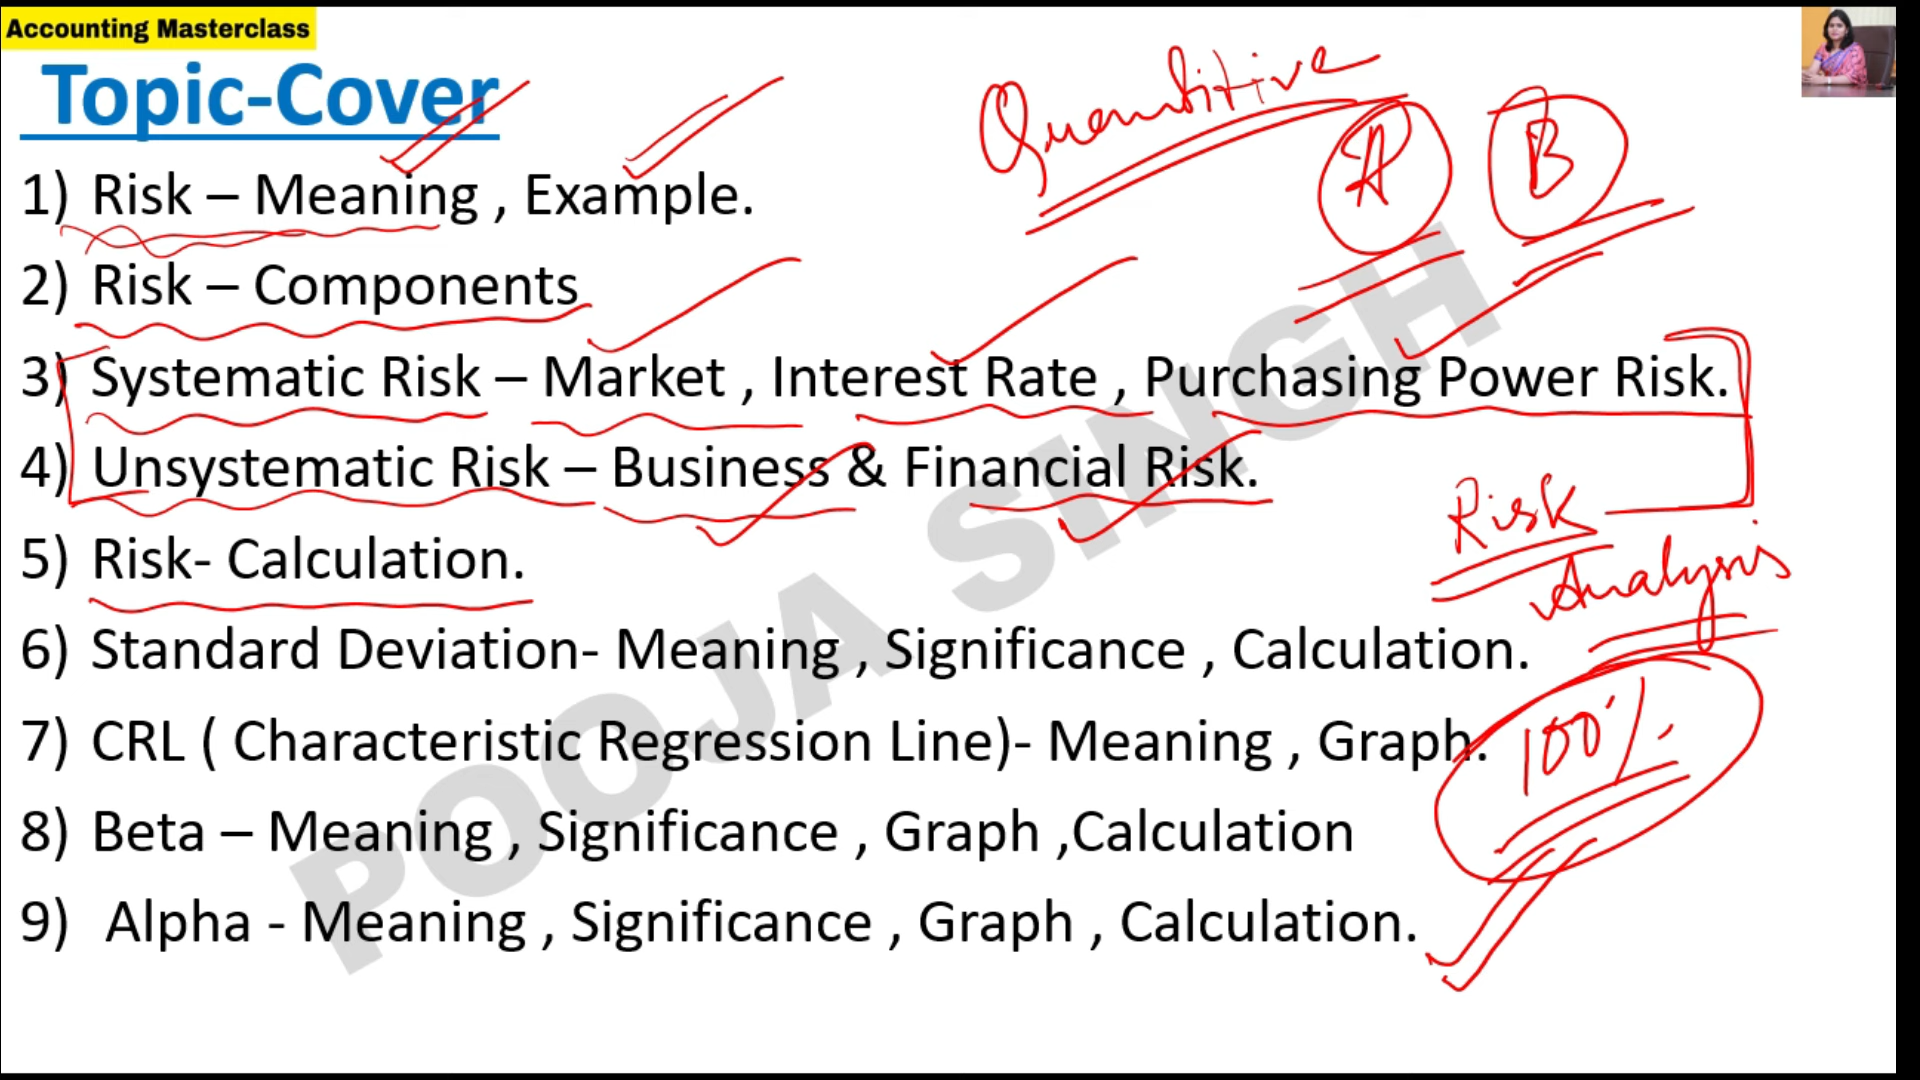 Accounting Masterclass
Topic-Cover
Quantitive
A B
1) Risk – Meaning , Example.
2) Risk – Components
3) Systematic Risk – Market , Interest Rate , Purchasing Power Risk.
4) Unsystematic Risk – Business & Financial Risk.
Risk
Analysis
5) Risk- Calculation.
6) Standard Deviation- Meaning , Significance , Calculation.
7) CRL ( Characteristic Regression Line)- Meaning , Graph.
100%
8) Beta – Meaning , Significance , Graph ,Calculation
9) Alpha - Meaning , Significance , Graph , Calculation.
POOJA SINGH